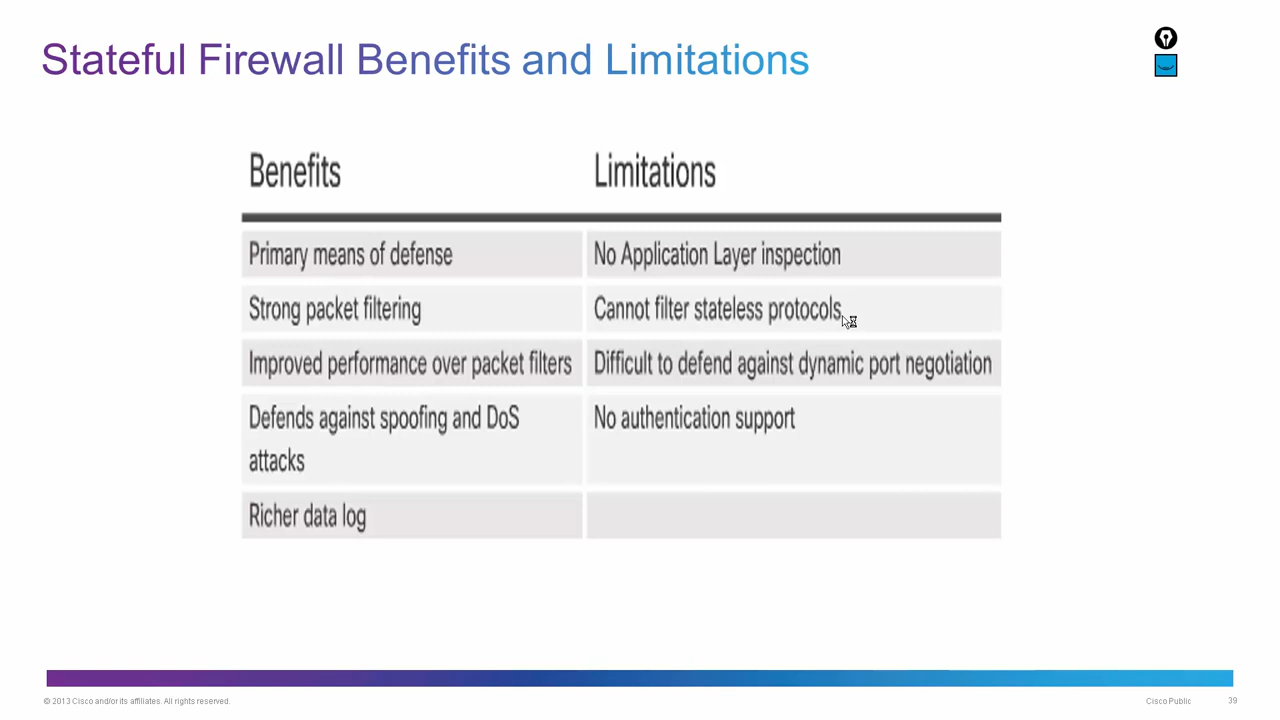 Stateful Firewall Benefits and Limitations
Benefits Limitations
Primary means of defense No Application Layer inspection
Strong packet filtering Cannot filter stateless protocols
Improved performance over packet filters Difficult to defend against dynamic port negotiation
Defends against spoofing and DoS No authentication support
attacks
Richer data log
© 2013 Cisco and/or its affiliates. All rights reserved. Cisco Public 39